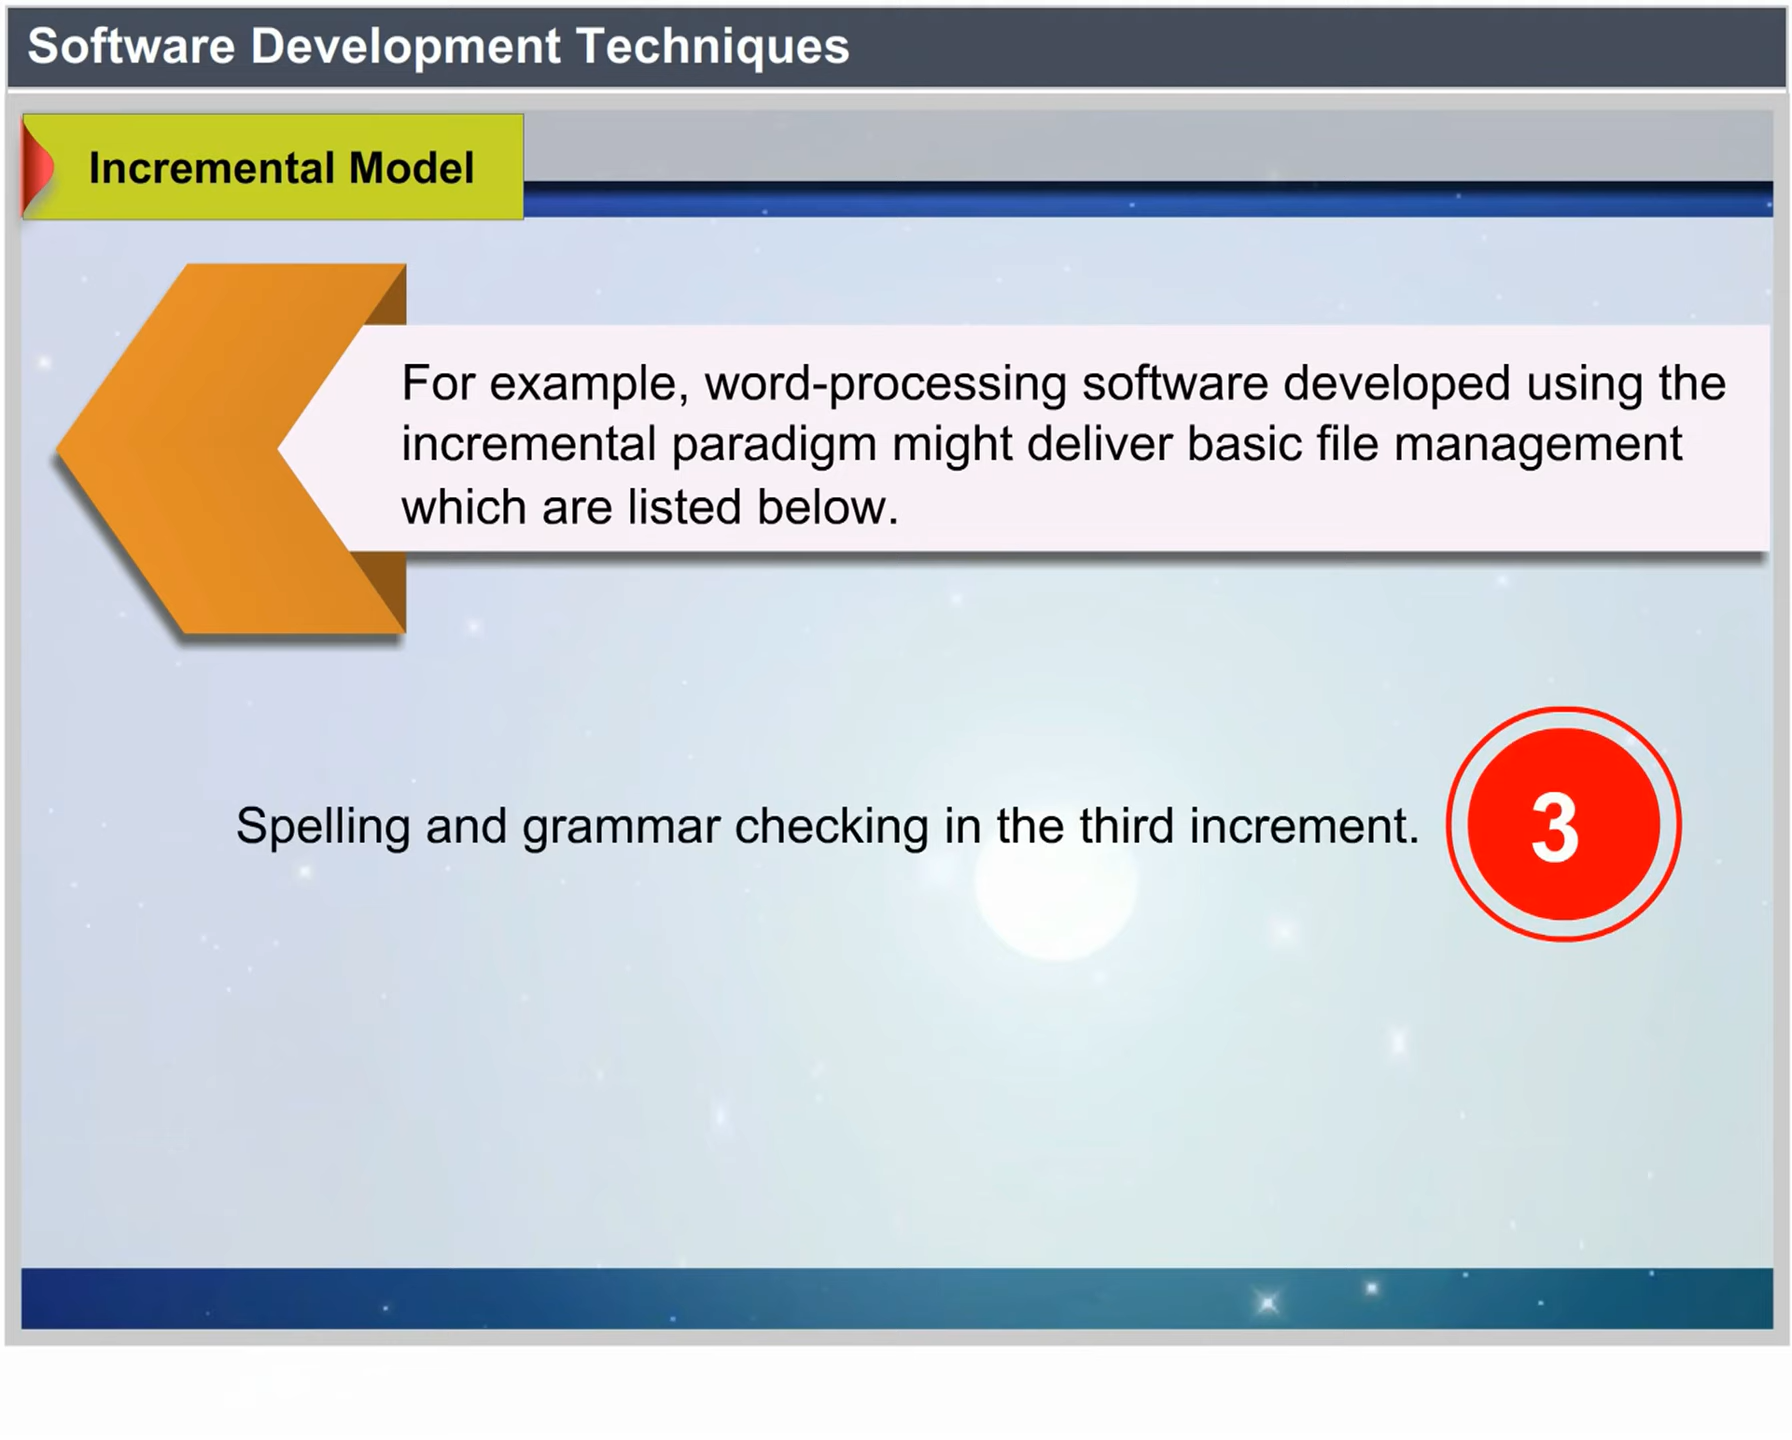 Software Development Techniques
Incremental Model
For example, word-processing software developed using the
incremental paradigm might deliver basic file management
which are listed below.
Spelling and grammar checking in the third increment.
3